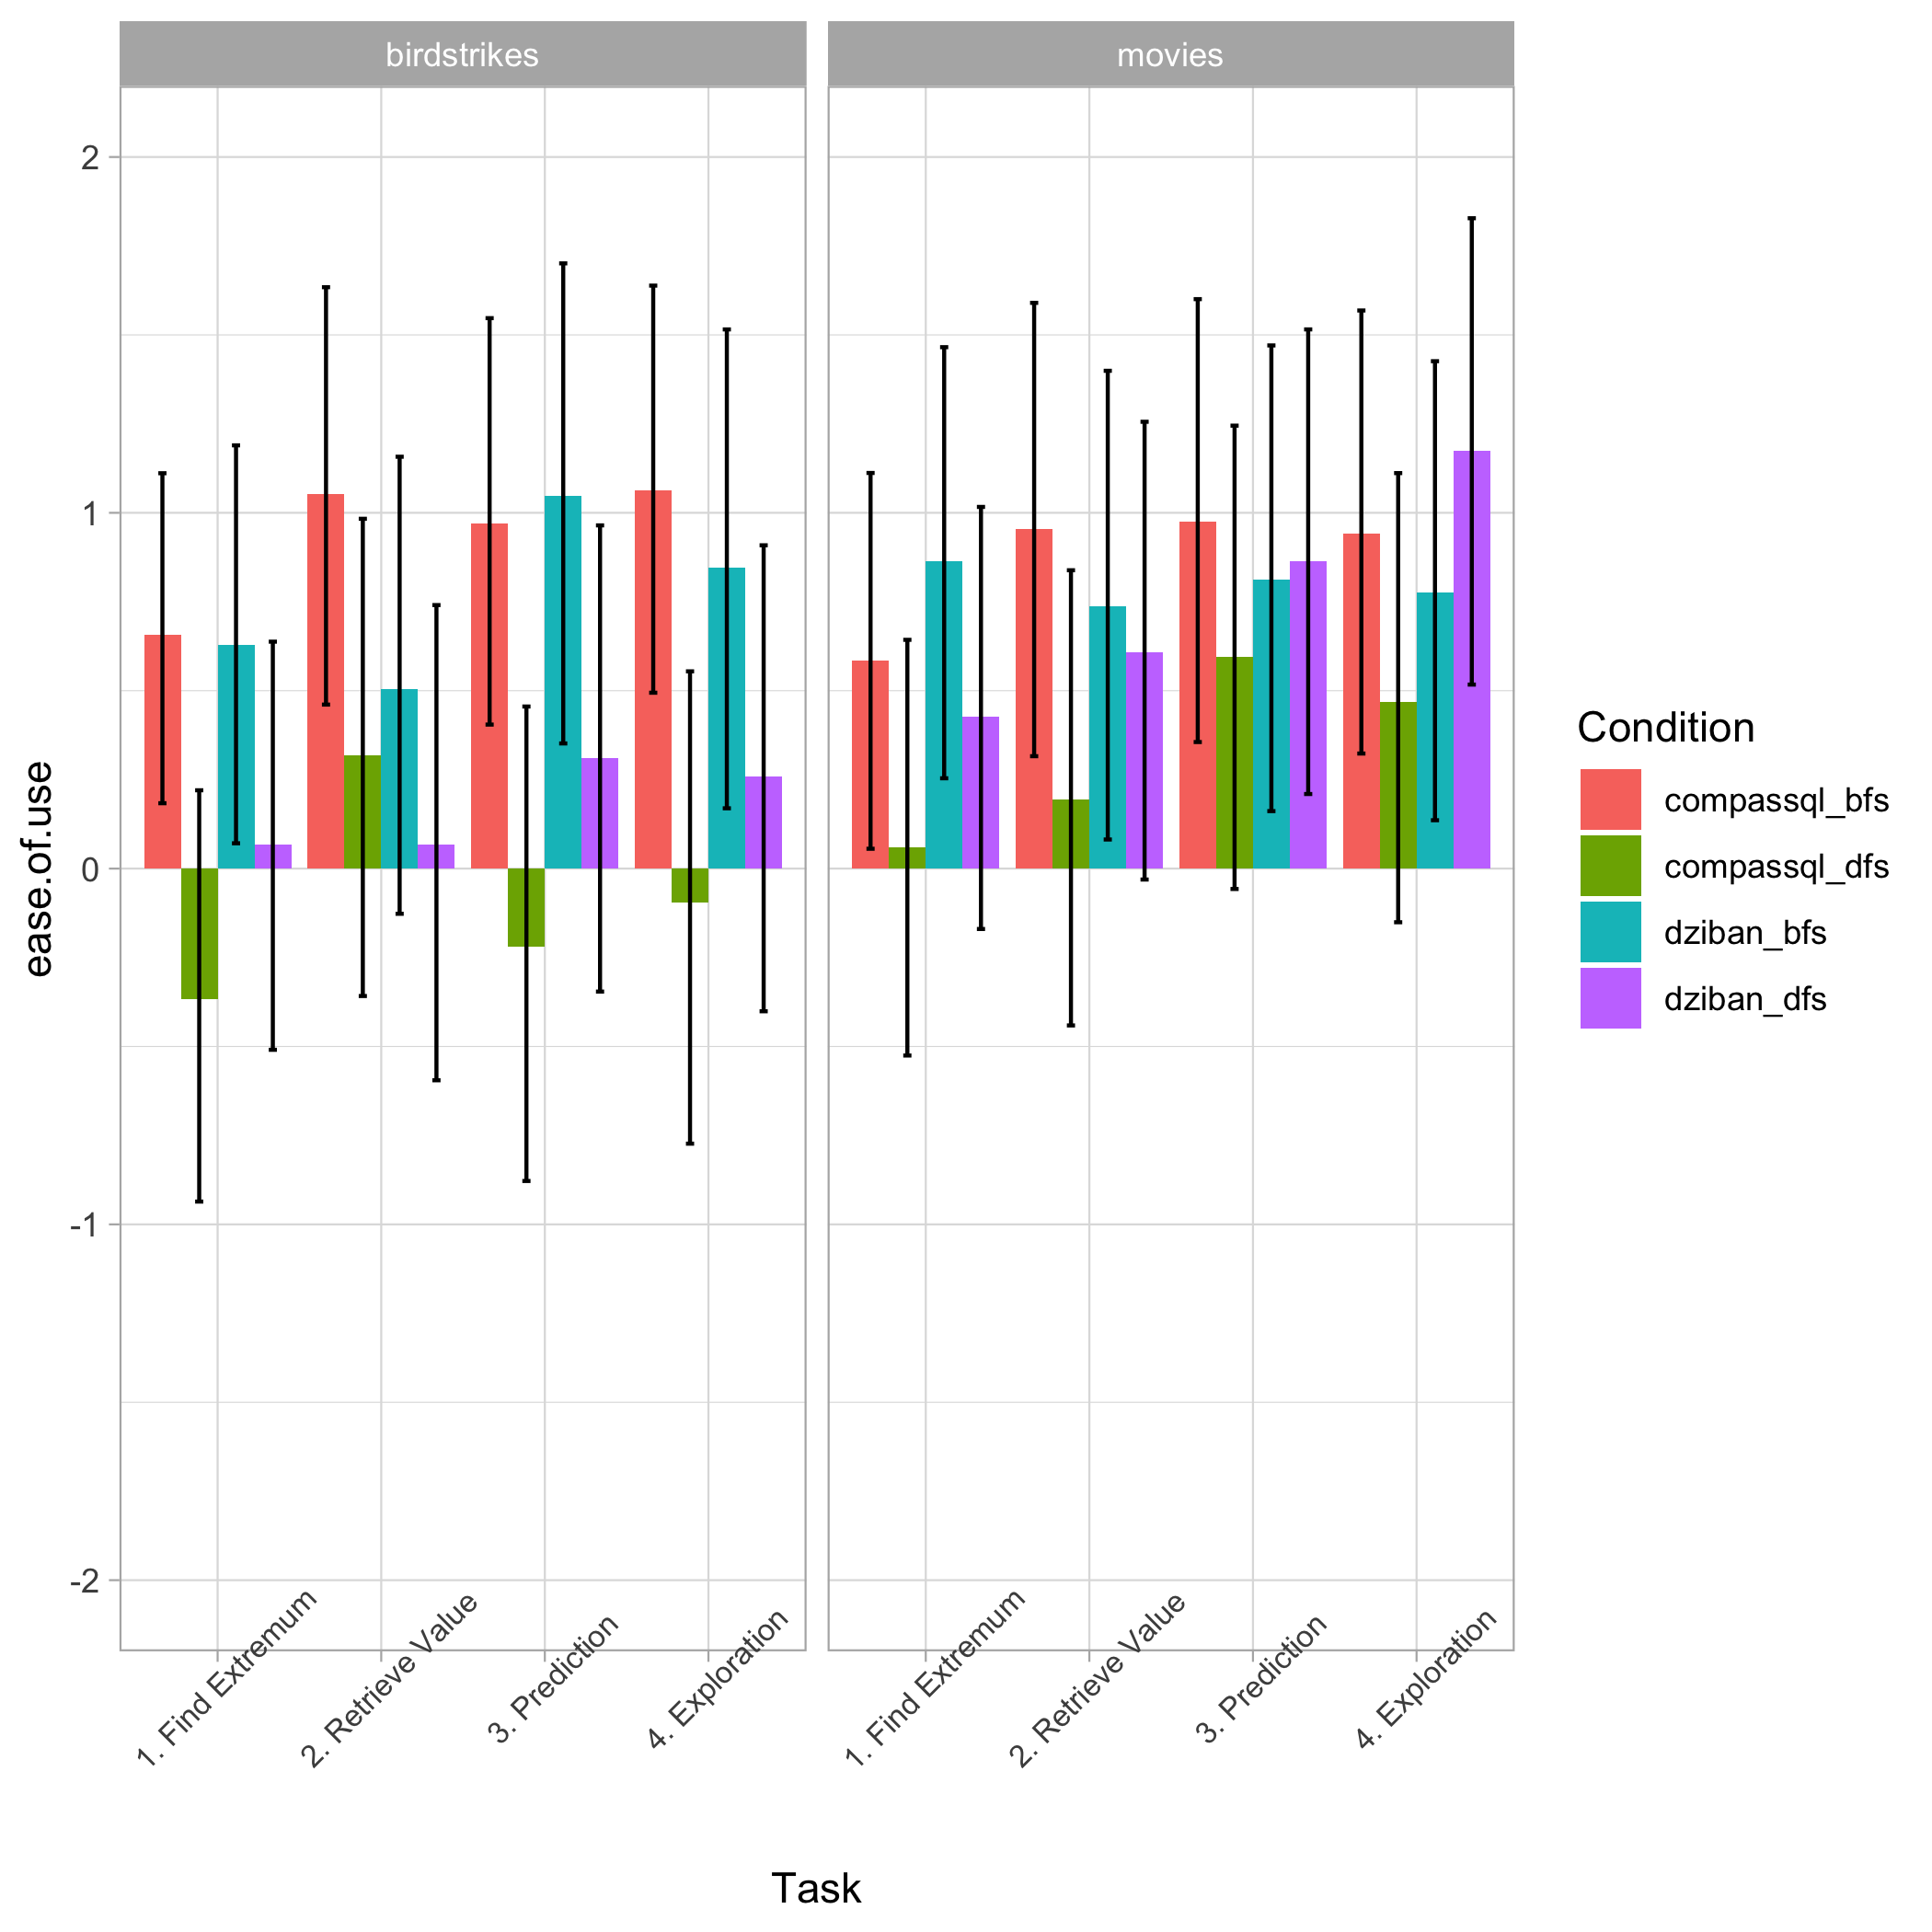 birdstrikes
movies
ease.of.use
2
1
0
-1
-2
1. Find Extremum
2. Retrieve Value
3. Prediction
4. Exploration
1. Find Extremum
2. Retrieve Value
3. Prediction
4. Exploration
Task
Condition
compassql_bfs
compassql_dfs
dziban_bfs
dziban_dfs